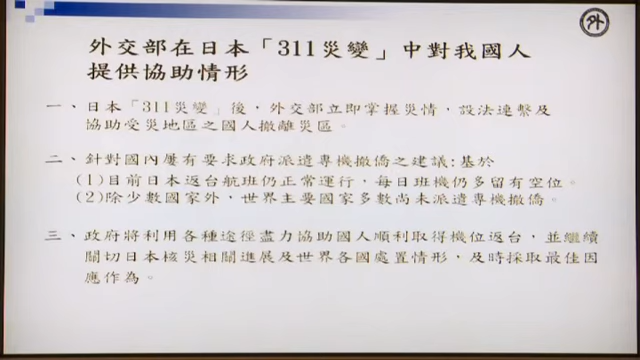 外
外交部在日本「311災變」中對我國人
提供協助情形
一、日本「311災變」後，外交部立即掌握災情，設法連繫及
協助受災地區之國人撤離災區。
二、針對國內屢有要求政府派遣專機撤僑之建議:基於
(1)目前日本返台航班仍正常運行，每日班機仍多留有空位。
(2)除少數國家外，世界主要國家多數尚未派遣專機撤僑。
三、政府將利用各種途徑盡力協助國人順利取得機位返台，並繼續
關切日本核災相關進展及世界各國處置情形，及時採取最佳因
應作為。